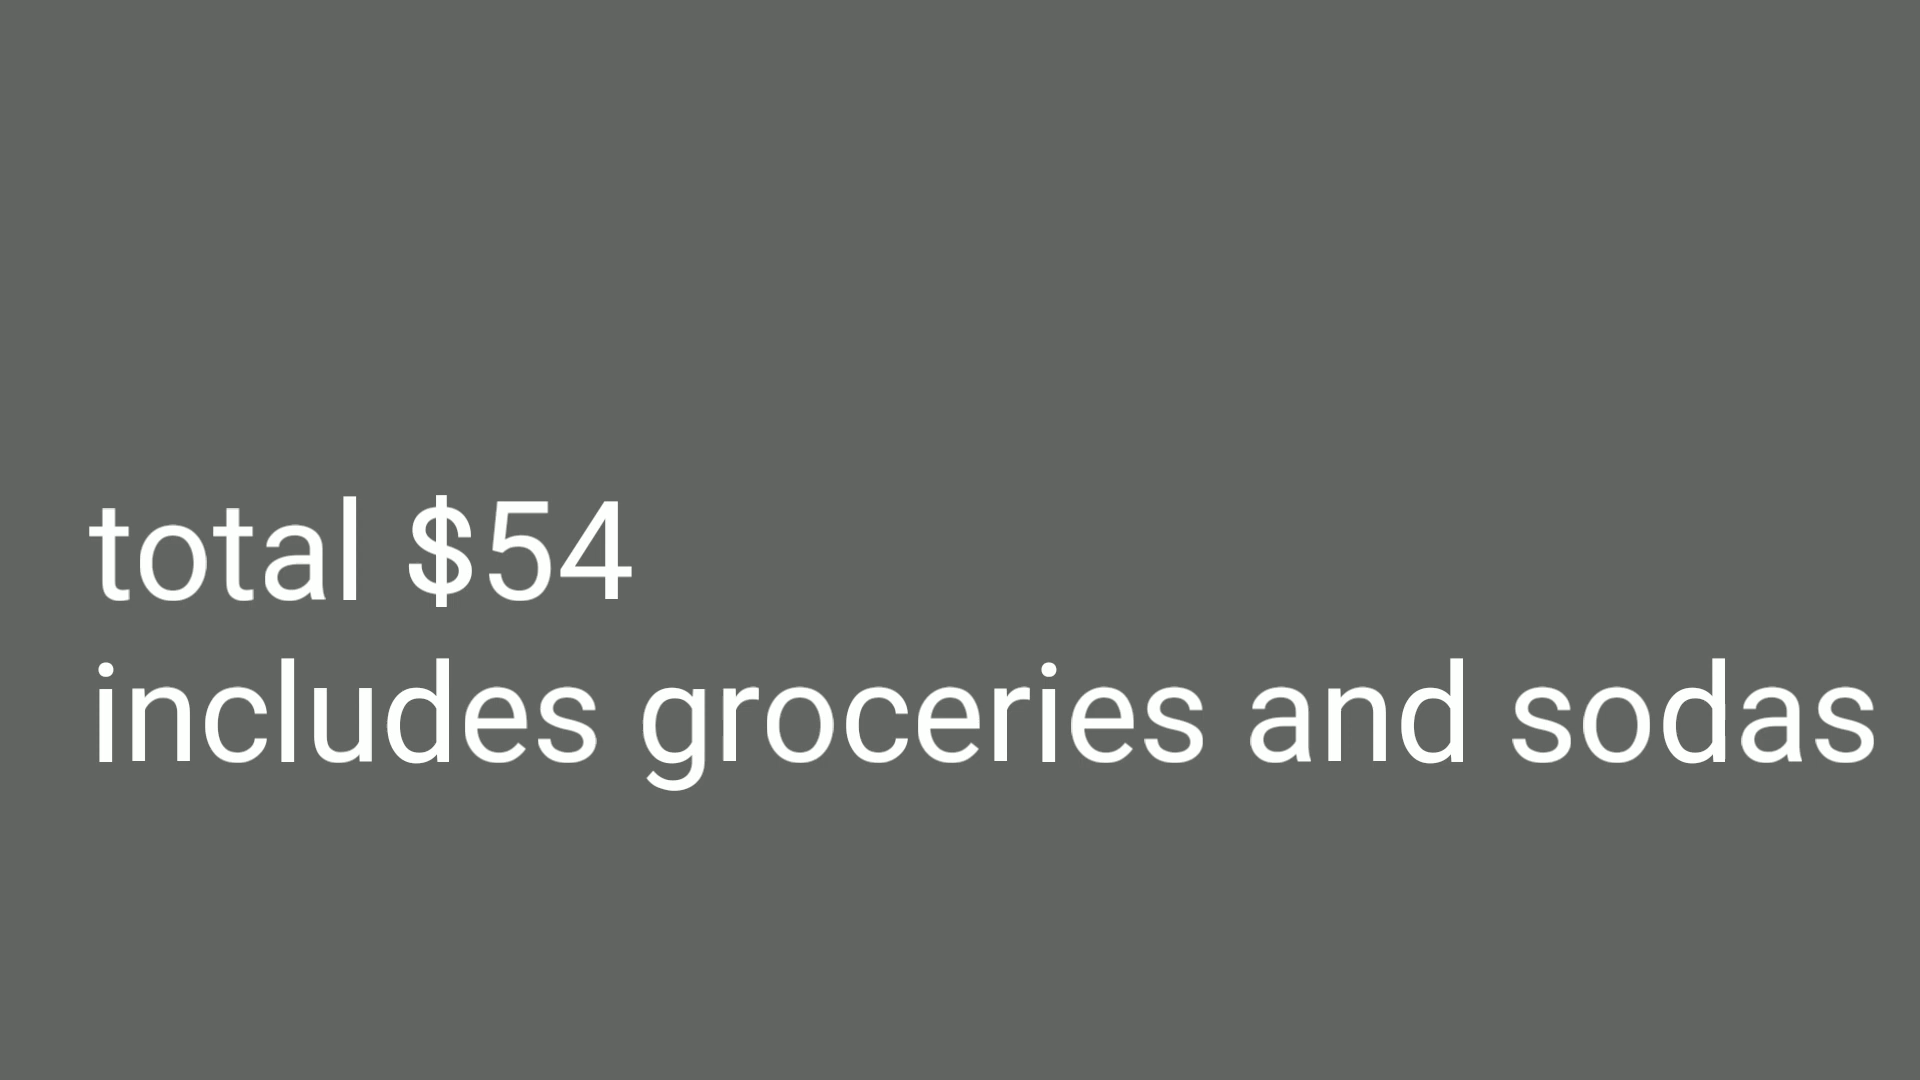 total $54
includes groceries and sodas